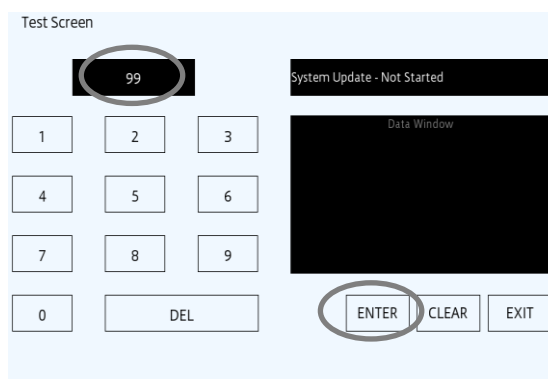 Test Screen
99
System Update - Not Started
Data Window
1 2 3
4 5 6
7 8 9
0 DEL
ENTER CLEAR EXIT